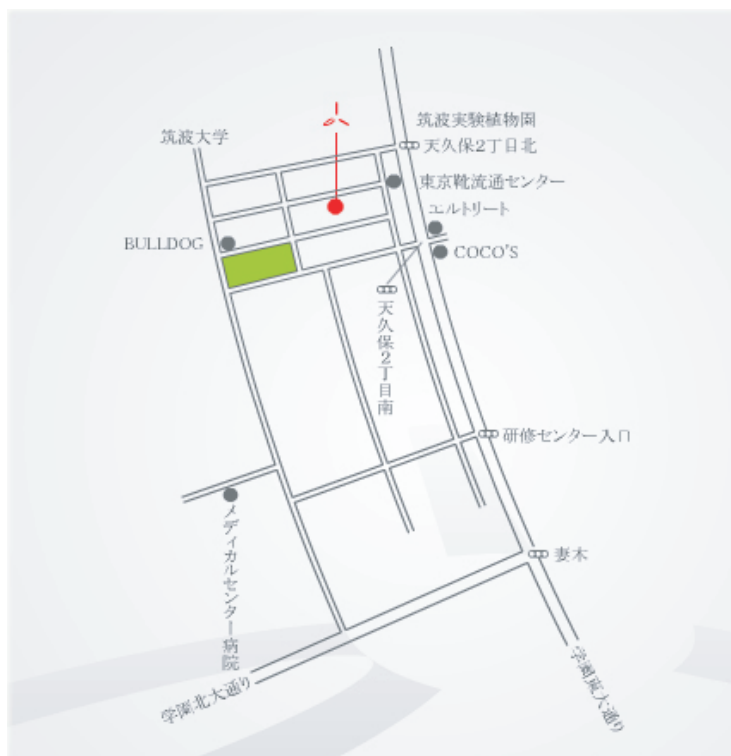 筑波実験植物園
筑波大学
天久保2丁目北
東京靴流通センター
エルトリート
BULLDOG
COCO'S
天久保2丁目南
研修センター入口
メディカルセンター病院
妻木
学園北大通り
学園東大通り